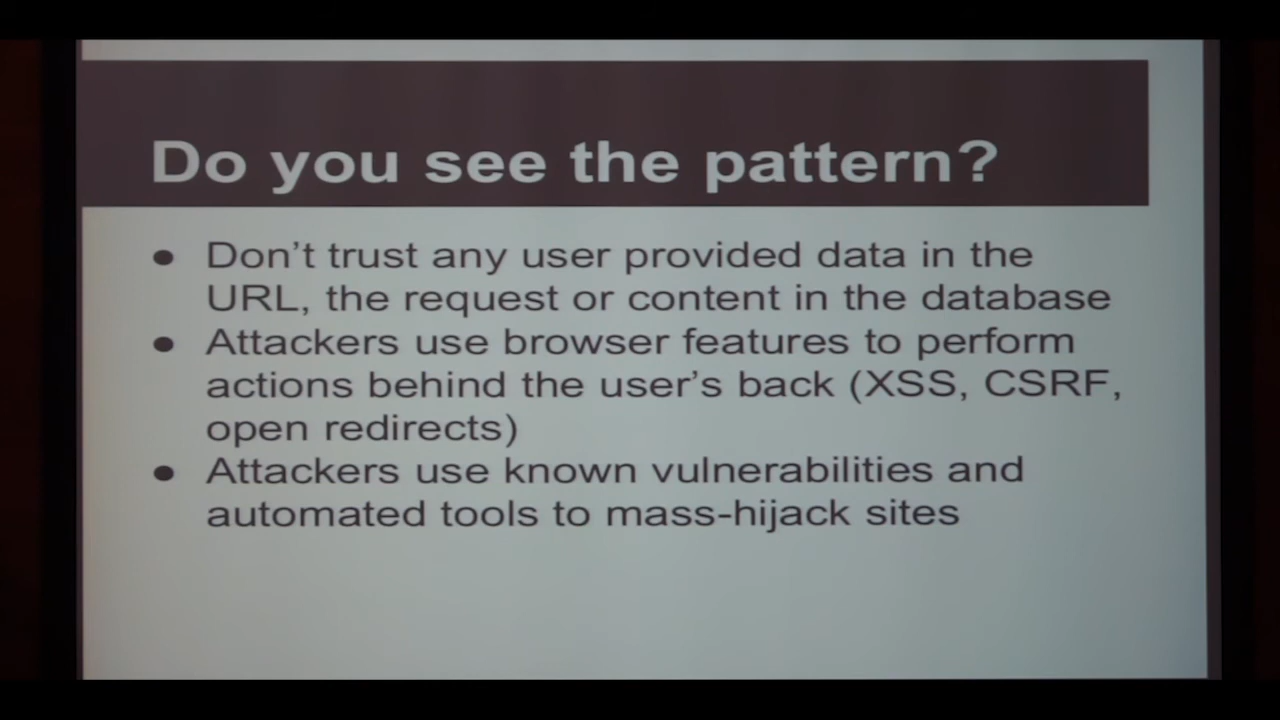 Do you see the pattern?
● Don’t trust any user provided data in the
URL, the request or content in the database
● Attackers use browser features to perform
actions behind the user’s back (XSS, CSRF,
open redirects)
● Attackers use known vulnerabilities and
automated tools to mass-hijack sites